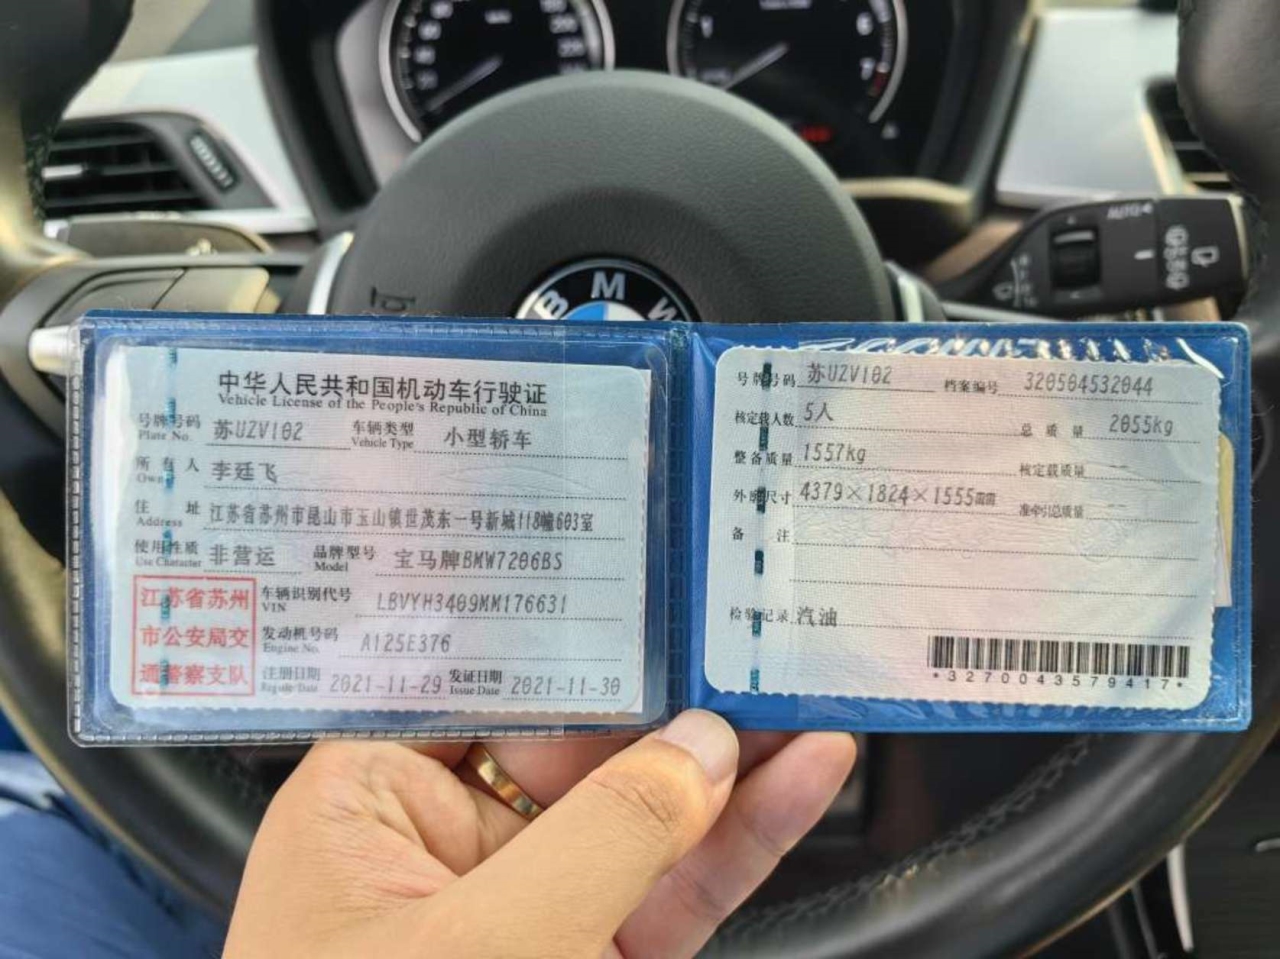 BMW
AUTO
中华人民共和国机动车行驶证
Vehicle License of the People's Republic of China
号牌号码 Plate No. 苏UZV102 车辆类型 Vehicle Type 小型轿车
所有人 Owner 李廷飞
住址 Address 江苏省苏州市昆山市玉山镇世茂东一号新城118幢603室
使用性质 Use Character 非营运 品牌型号 Model 宝马牌BMW7206BS
江苏省苏州市公安局交通警察支队
车辆识别代号 VIN LBVYH3409MM176631
发动机号码 Engine No. A125E376
注册日期 Register Date 2021-11-29 发证日期 Issue Date 2021-11-30
号牌号码 苏UZV102 档案编号 320504532044
核定载人数 5人 总质量 2055kg
整备质量 1557kg 核定载质量 --
外廓尺寸 4379×1824×1555mm 准牵引总质量 --
备注
检验记录 汽油
*3270043579417*